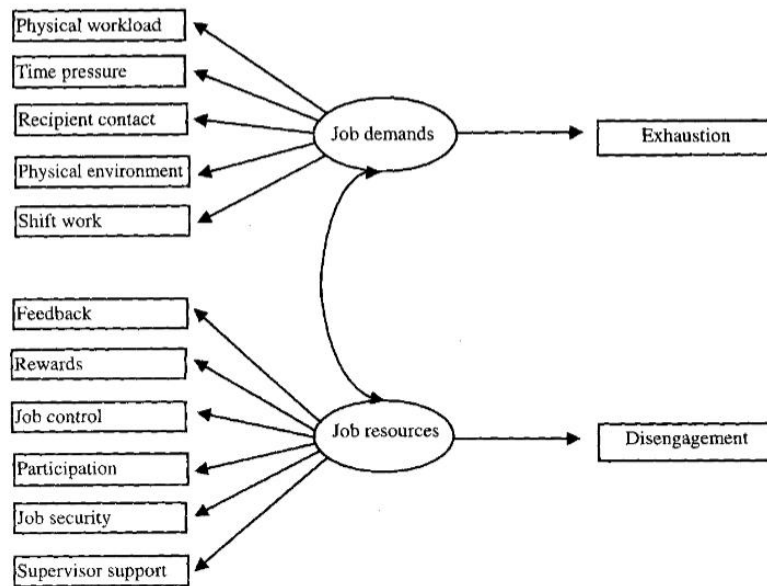 Physical workload
Time pressure
Recipient contact
Physical environment
Shift work
Job demands
Exhaustion
Feedback
Rewards
Job control
Participation
Job security
Supervisor support
Job resources
Disengagement